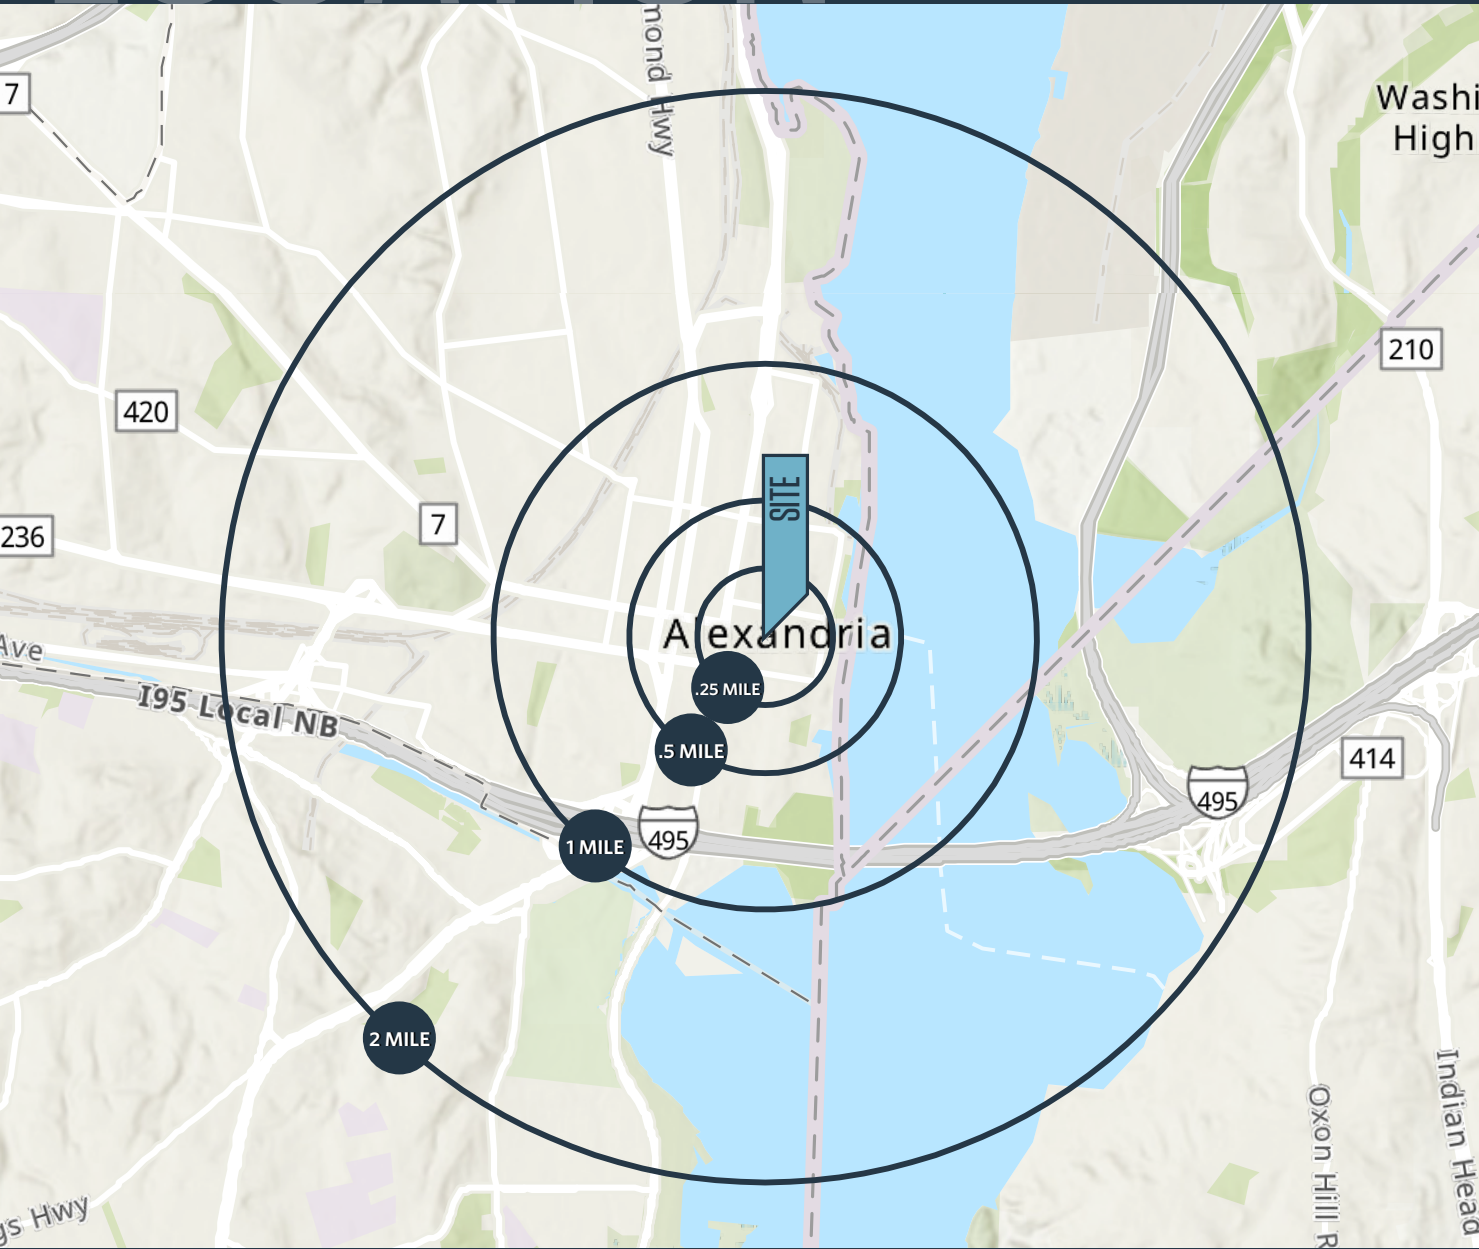 mond Hwy
7
Washi
High
210
420
SITE
7
236
Alexandria
Ave
.25 MILE
I95 Local NB
.5 MILE
414
495
495
1 MILE
2 MILE
Indian Head
Oxon Hill R
gs Hwy